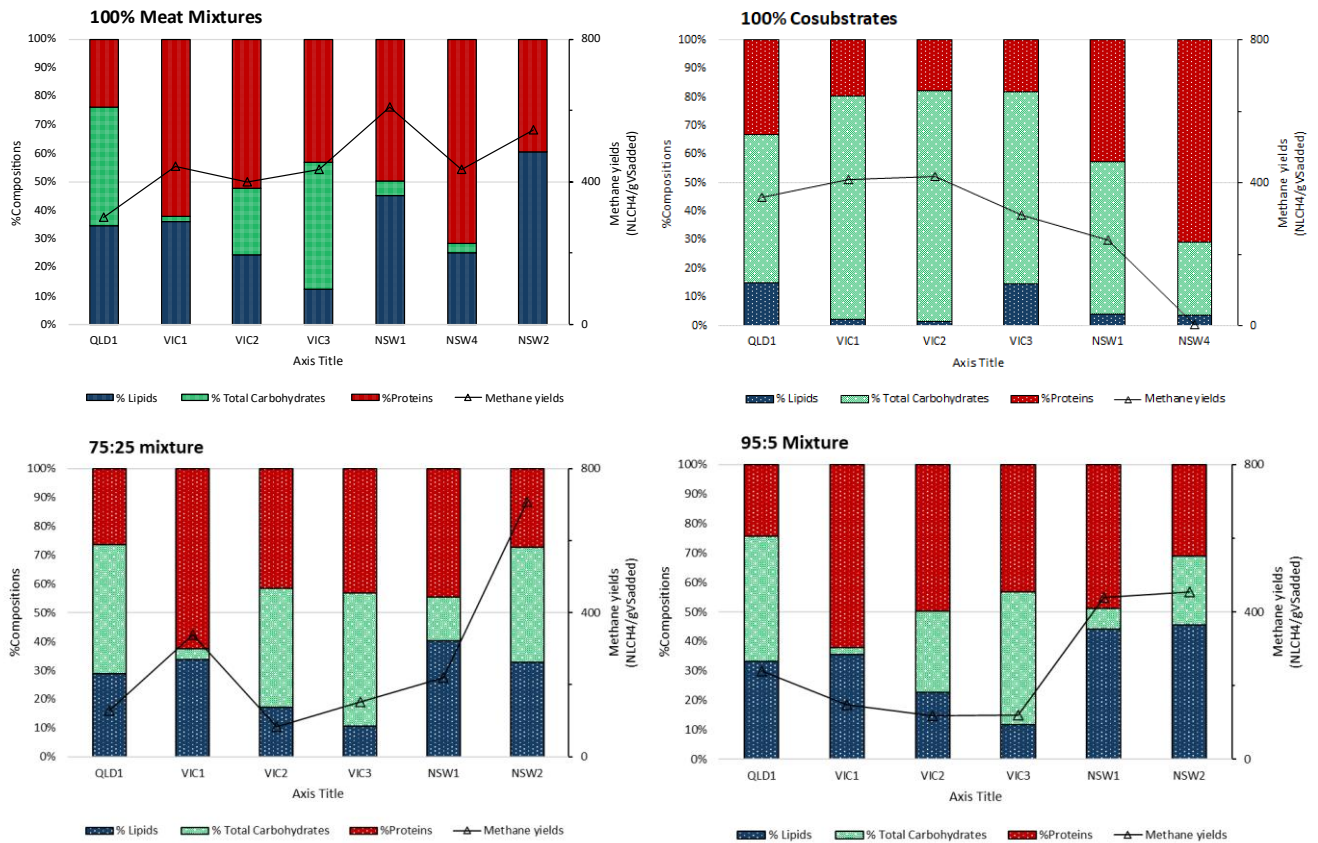 100% Meat Mixtures
100%
90%
80%
70%
60%
50%
40%
30%
20%
10%
0%
%Compositions
800
400
0
Methane yields
(NLCH4/gVSadded)
QLD1 VIC1 VIC2 VIC3 NSW1 NSW4 NSW2
Axis Title
% Lipids % Total Carbohydrates %Proteins Methane yields
100% Cosubstrates
100%
90%
80%
70%
60%
50%
40%
30%
20%
10%
0%
%Compositions
800
400
0
Methane yields
(NLCH4/gVSadded)
QLD1 VIC1 VIC2 VIC3 NSW1 NSW4
Axis Title
% Lipids % Total Carbohydrates %Proteins Methane yields
75:25 mixture
100%
90%
80%
70%
60%
50%
40%
30%
20%
10%
0%
%Compositions
800
400
0
Methane yields
(NLCH4/gVSadded)
QLD1 VIC1 VIC2 VIC3 NSW1 NSW2
Axis Title
% Lipids % Total Carbohydrates %Proteins Methane yields
95:5 Mixture
100%
90%
80%
70%
60%
50%
40%
30%
20%
10%
0%
%Compositions
800
400
0
Methane yields
(NLCH4/gVSadded)
QLD1 VIC1 VIC2 VIC3 NSW1 NSW2
Axis Title
% Lipids % Total Carbohydrates %Proteins Methane yields